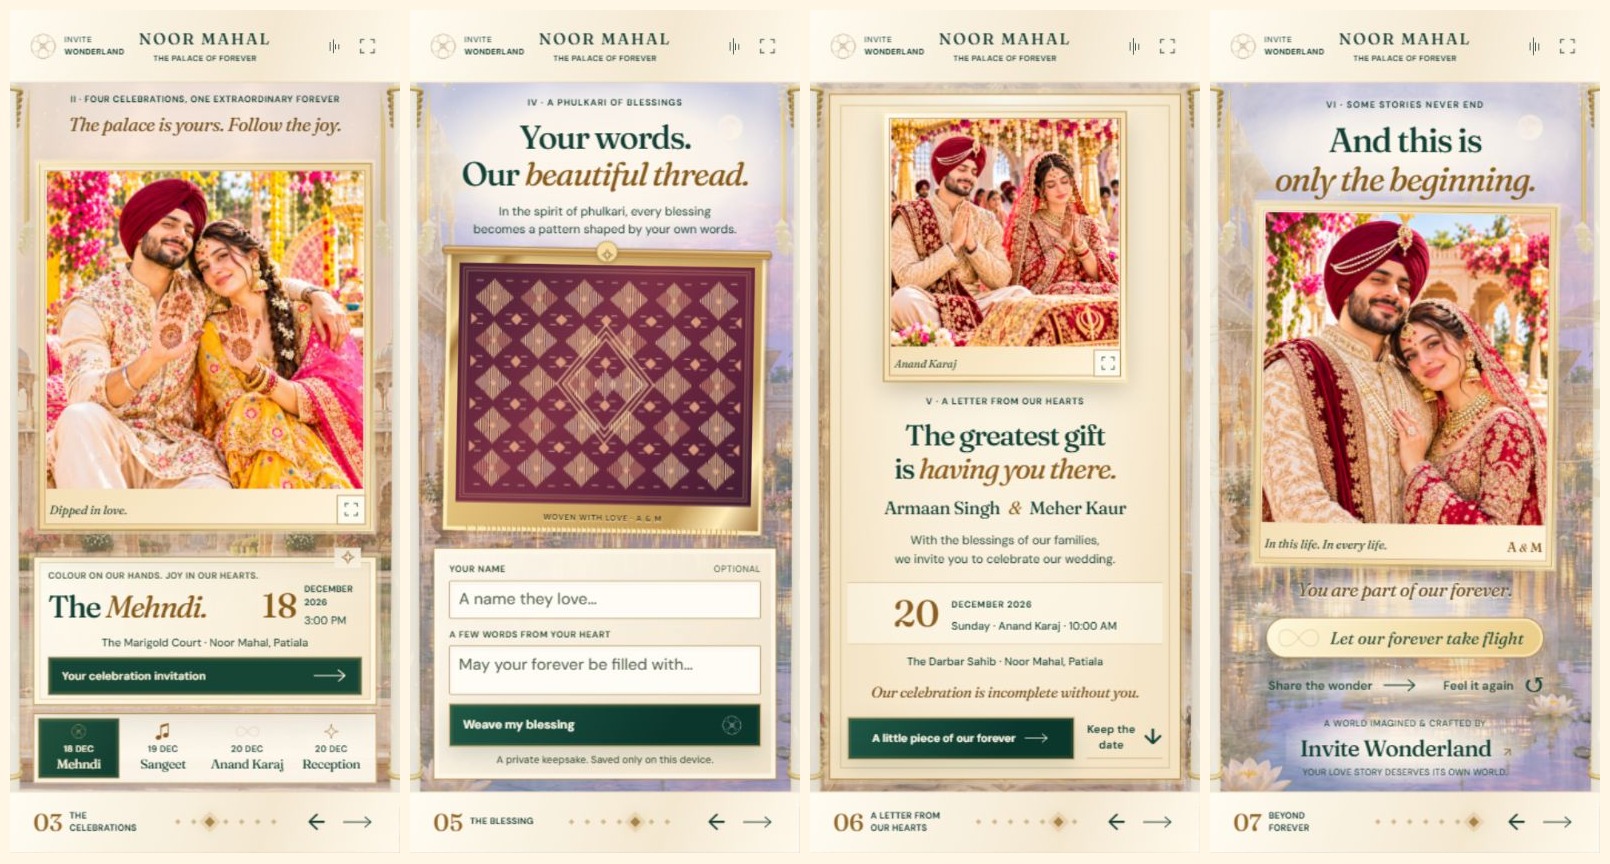 INVITE
WONDERLAND
NOOR MAHAL
THE PALACE OF FOREVER
II · FOUR CELEBRATIONS, ONE EXTRAORDINARY FOREVER
The palace is yours. Follow the joy.
Dipped in love.
COLOUR ON OUR HANDS. JOY IN OUR HEARTS.
The Mehndi.
18
DECEMBER
2026
3:00 PM
The Marigold Court · Noor Mahal, Patiala
Your celebration invitation
18 DEC
Mehndi
19 DEC
Sangeet
20 DEC
Anand Karaj
20 DEC
Reception
03 THE
CELEBRATIONS
INVITE
WONDERLAND
NOOR MAHAL
THE PALACE OF FOREVER
IV · A PHULKARI OF BLESSINGS
Your words.
Our beautiful thread.
In the spirit of phulkari, every blessing
becomes a pattern shaped by your own words.
WOVEN WITH LOVE · A & M
YOUR NAME OPTIONAL
A name they love...
A FEW WORDS FROM YOUR HEART
May your forever be filled with...
Weave my blessing
A private keepsake. Saved only on this device.
05 THE BLESSING
INVITE
WONDERLAND
NOOR MAHAL
THE PALACE OF FOREVER
Anand Karaj
V · A LETTER FROM OUR HEARTS
The greatest gift
is having you there.
Armaan Singh & Meher Kaur
With the blessings of our families,
we invite you to celebrate our wedding.
20
DECEMBER 2026
Sunday · Anand Karaj · 10:00 AM
The Darbar Sahib · Noor Mahal, Patiala
Our celebration is incomplete without you.
A little piece of our forever
Keep the
date
06 A LETTER FROM
OUR HEARTS
INVITE
WONDERLAND
NOOR MAHAL
THE PALACE OF FOREVER
VI · SOME STORIES NEVER END
And this is
only the beginning.
In this life. In every life.
A & M
You are part of our forever.
Let our forever take flight
Share the wonder
Feel it again
A WORLD IMAGINED & CRAFTED BY
Invite Wonderland
YOUR LOVE STORY DESERVES ITS OWN WORLD.
07 BEYOND
FOREVER